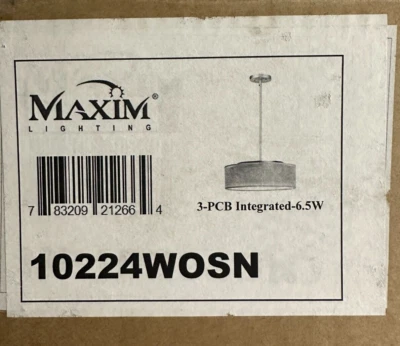 MAXIM®
LIGHTING
3-PCB Integrated-6.5W
7 83209 21266 4
10224WOSN